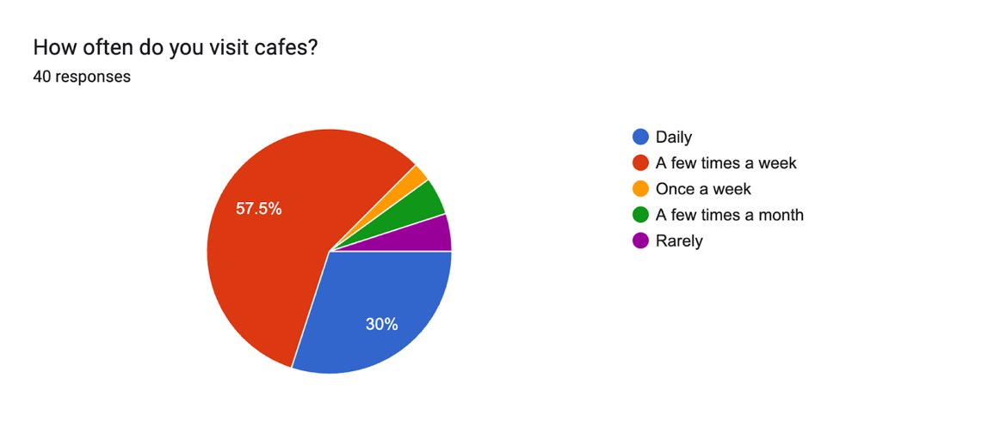 How often do you visit cafes?
40 responses
57.5%
30%
Daily
A few times a week
Once a week
A few times a month
Rarely